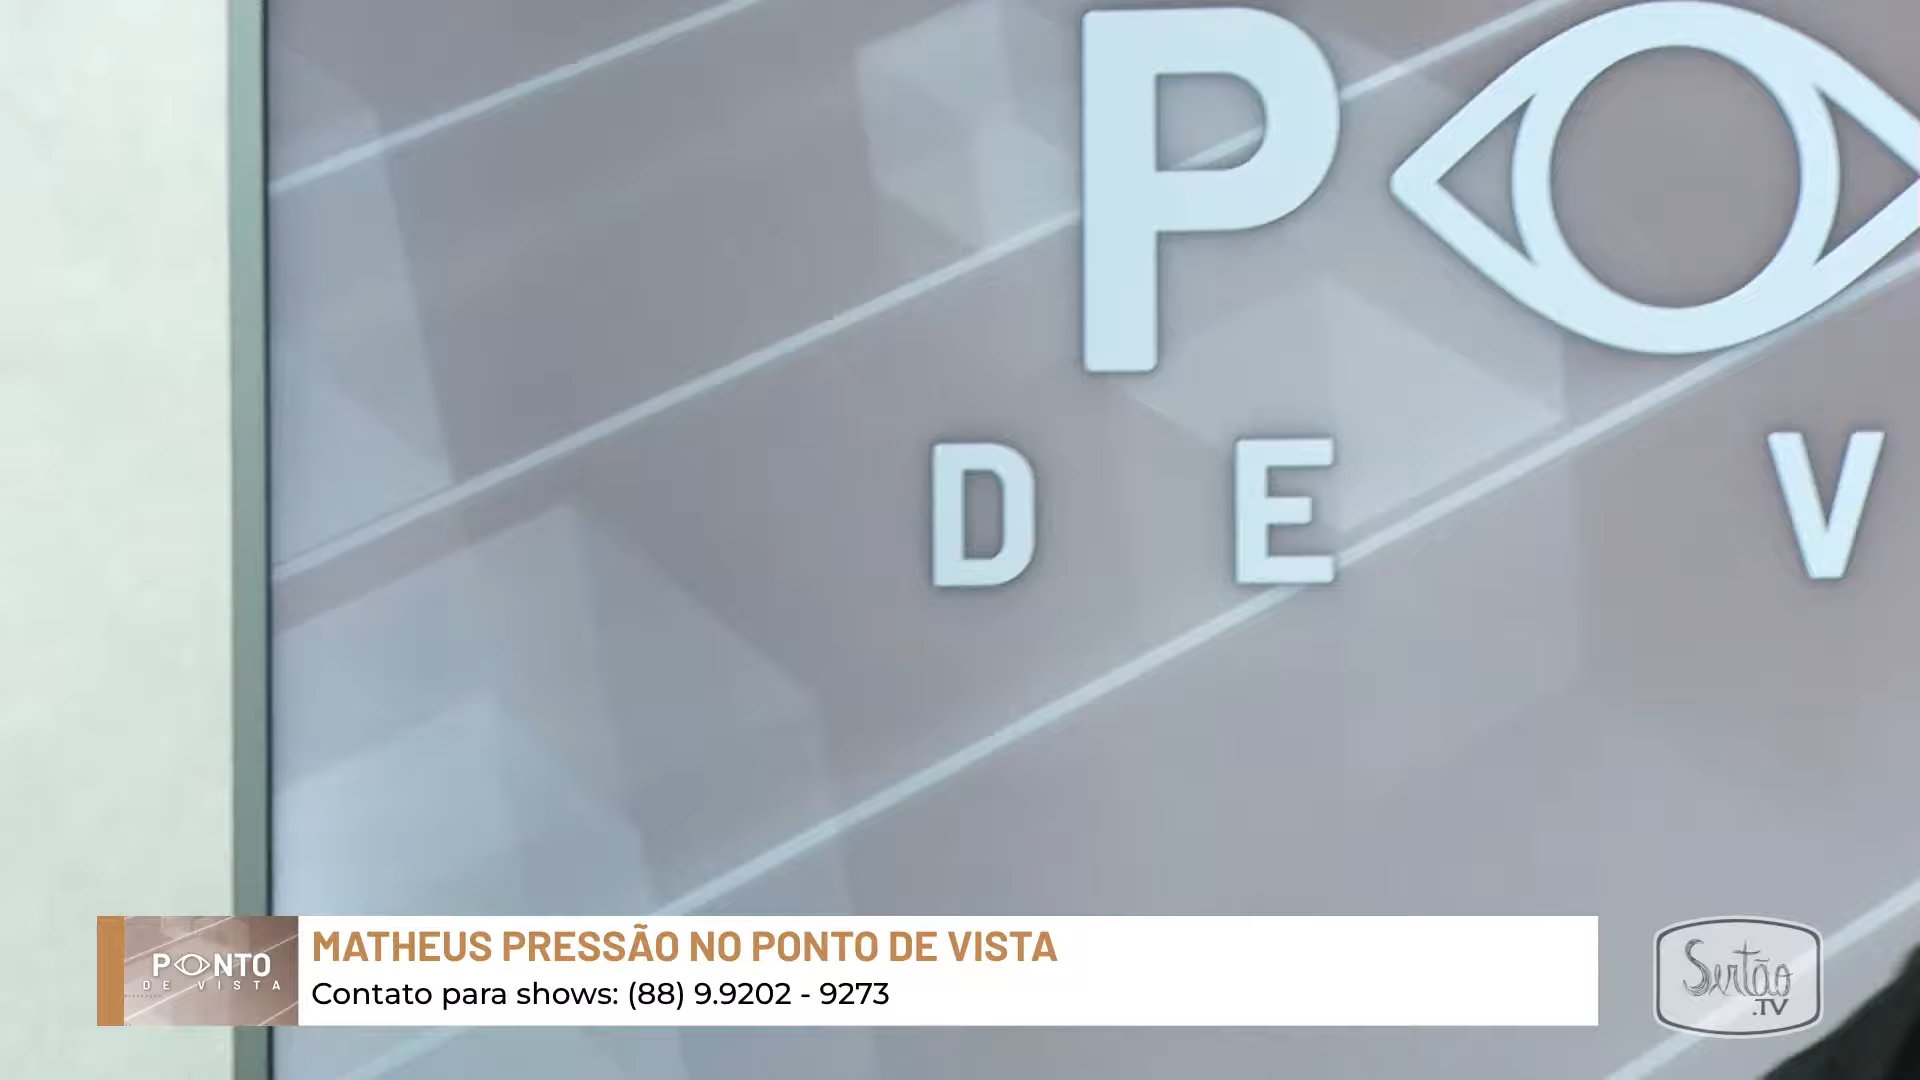 P
DE V
MATHEUS PRESSÃO NO PONTO DE VISTA
Contato para shows: (88) 9.9202 - 9273
PONTO
DE VISTA
Sertão
.TV